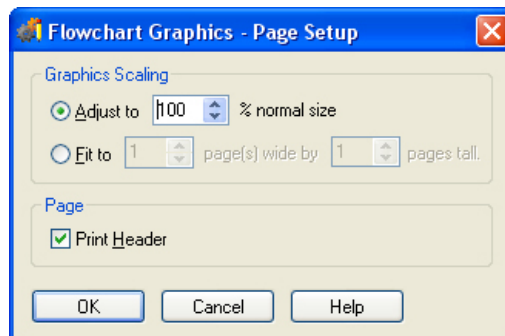 Flowchart Graphics - Page Setup
Graphics Scaling
Adjust to 100 % normal size
Fit to 1 page(s) wide by 1 pages tall.
Page
Print Header
OK Cancel Help